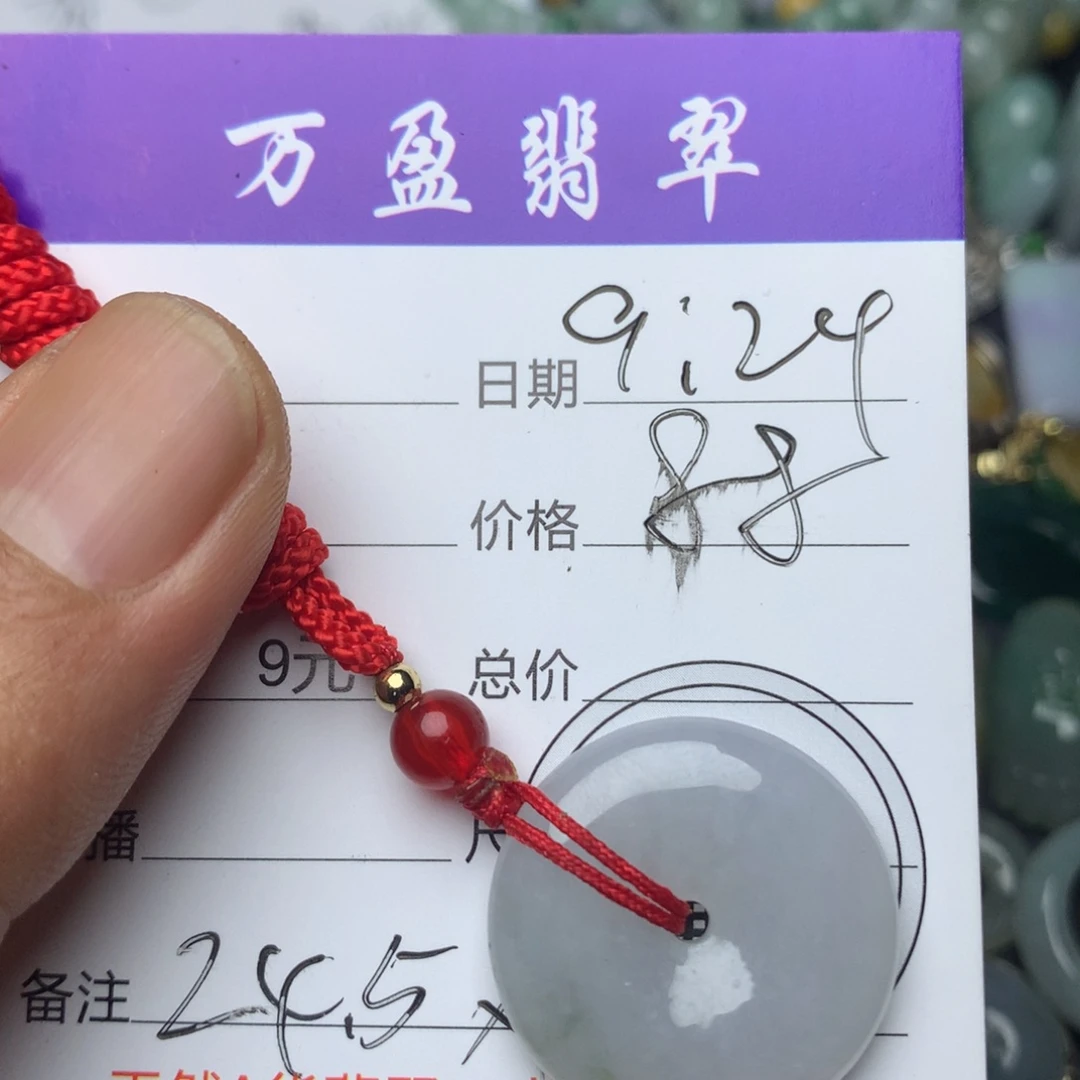 万盈翡翠
日期 9:24
价格 88
9元 总价
播
备注 24.5×